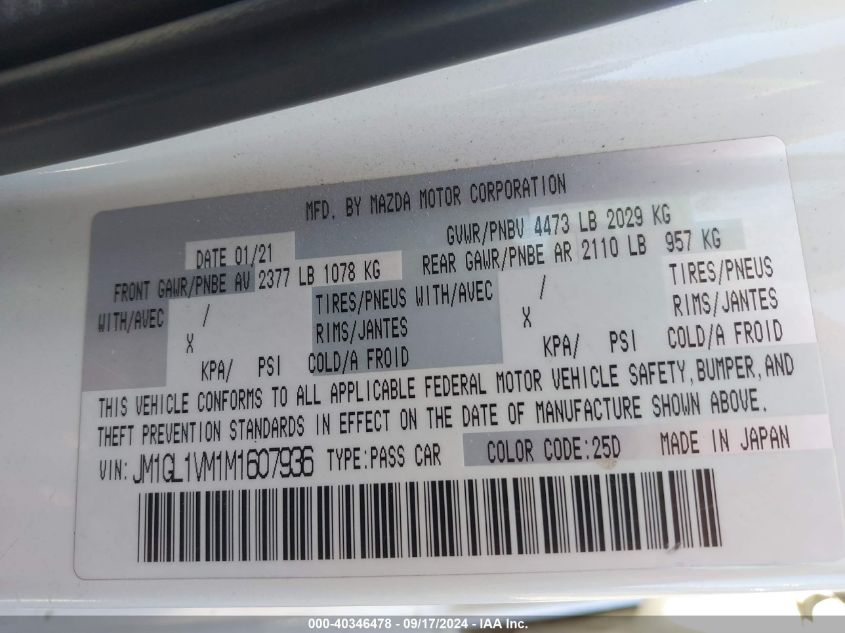 MFD. BY MAZDA MOTOR CORPORATION
DATE 01/21 GVWR/PNBV 4473 LB 2029 KG
FRONT GAWR/PNBE AV 2377 LB 1078 KG REAR GAWR/PNBE AR 2110 LB 957 KG
WITH/AVEC / TIRES/PNEUS WITH/AVEC / TIRES/PNEUS
X RIMS/JANTES X RIMS/JANTES
KPA/ PSI COLD/A FROID KPA/ PSI COLD/A FROID
THIS VEHICLE CONFORMS TO ALL APPLICABLE FEDERAL MOTOR VEHICLE SAFETY, BUMPER, AND
THEFT PREVENTION STANDARDS IN EFFECT ON THE DATE OF MANUFACTURE SHOWN ABOVE.
VIN: JM1GL1VM1M1607936 TYPE:PASS CAR COLOR CODE:25D MADE IN JAPAN
000-40346478 - 09/17/2024 - IAA Inc.